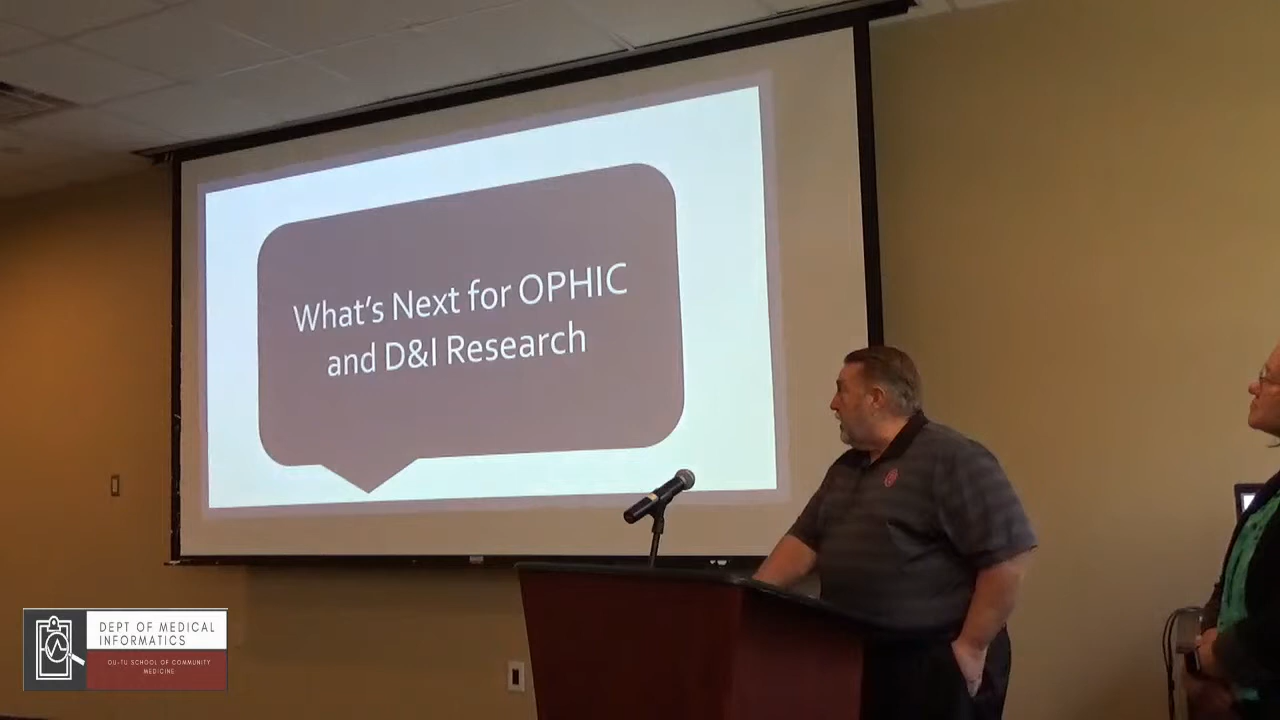 What's Next for OPHIC
and D&I Research
DEPT OF MEDICAL
INFORMATICS
OU-TU SCHOOL OF COMMUNITY
MEDICINE